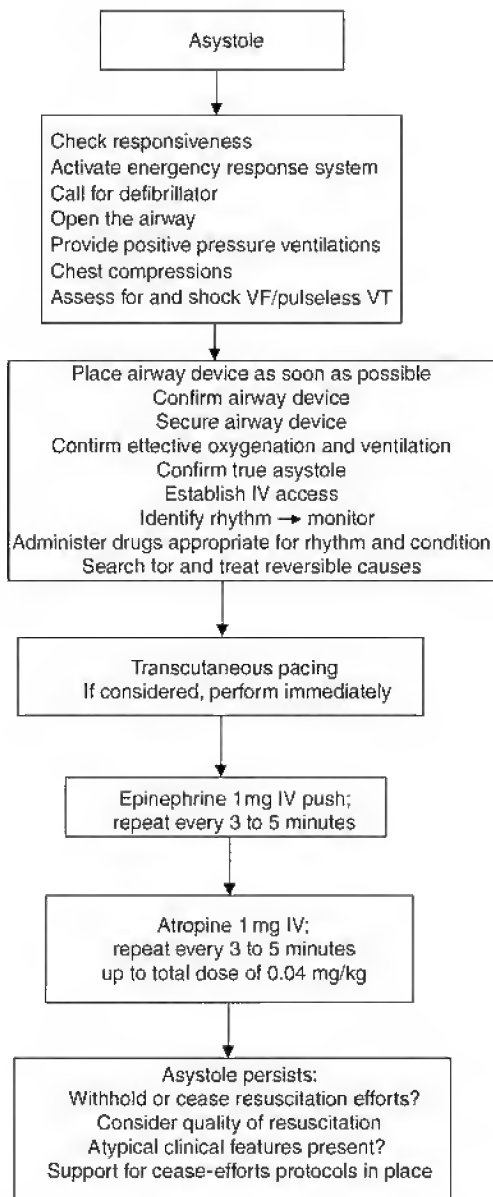 Asystole
Check responsiveness
Activate energency response system
Call for defibrillator
Open the airway
Provide positive pressure ventilations
Chest compressions
Assess for and shock VF/pulseless VT
Place airway device as soon as possible
Confirm airway device
Secure airway device
Confirm effective oxygenation and ventilation
Confirm true asystole
Establish IV access
Identify rhythm → monitor
Administer drugs appropriate for rhythm and condition
Search tor and treat reversible causes
Transcutaneous pacing
If considered, perform immediately
Epinephrine 1 mg IV push;
repeat every 3 to 5 minutes
Atropine 1 mg IV;
repeat every 3 to 5 minutes
up to total dose of 0.04 mg/kg
Asystole persists:
Withhold or cease resuscitation efforts?
Consider quality of resuscitation
Atypical clinical features present?
Support for cease-efforts protocols in place